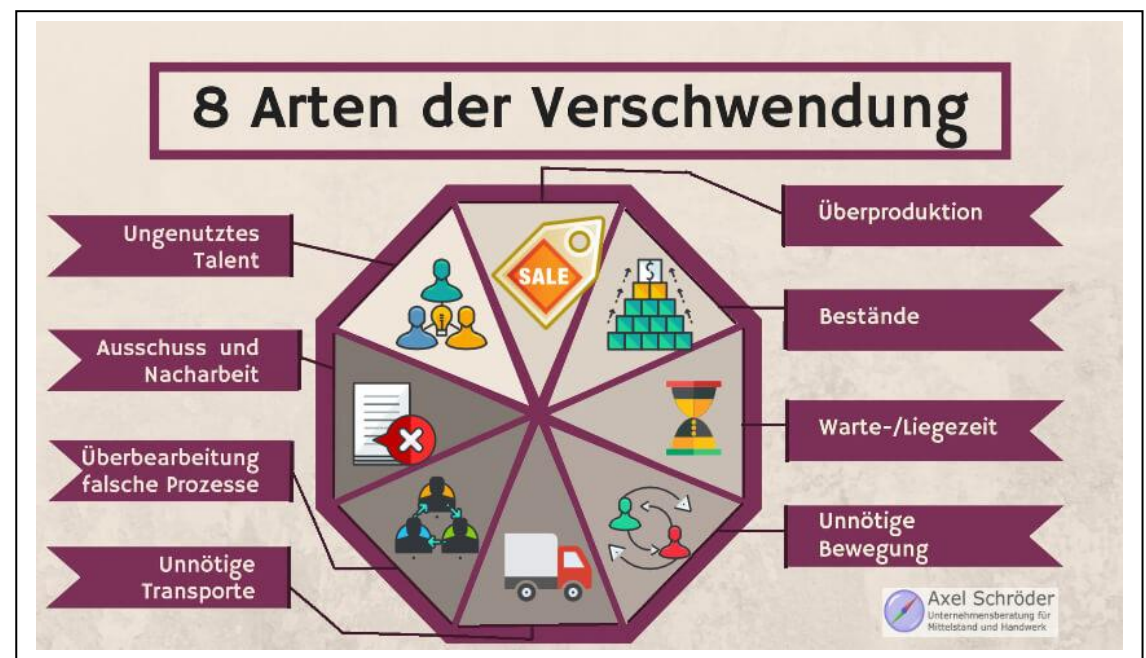 8 Arten der Verschwendung
Überproduktion
Bestände
Warte-/Liegezeit
Unnötige
Bewegung
Ungenutztes
Talent
Ausschuss und
Nacharbeit
Überbearbeitung
falsche Prozesse
Unnötige
Transporte
SALE
$
Axel Schröder
Unternehmensberatung für
Mittelstand und Handwerk